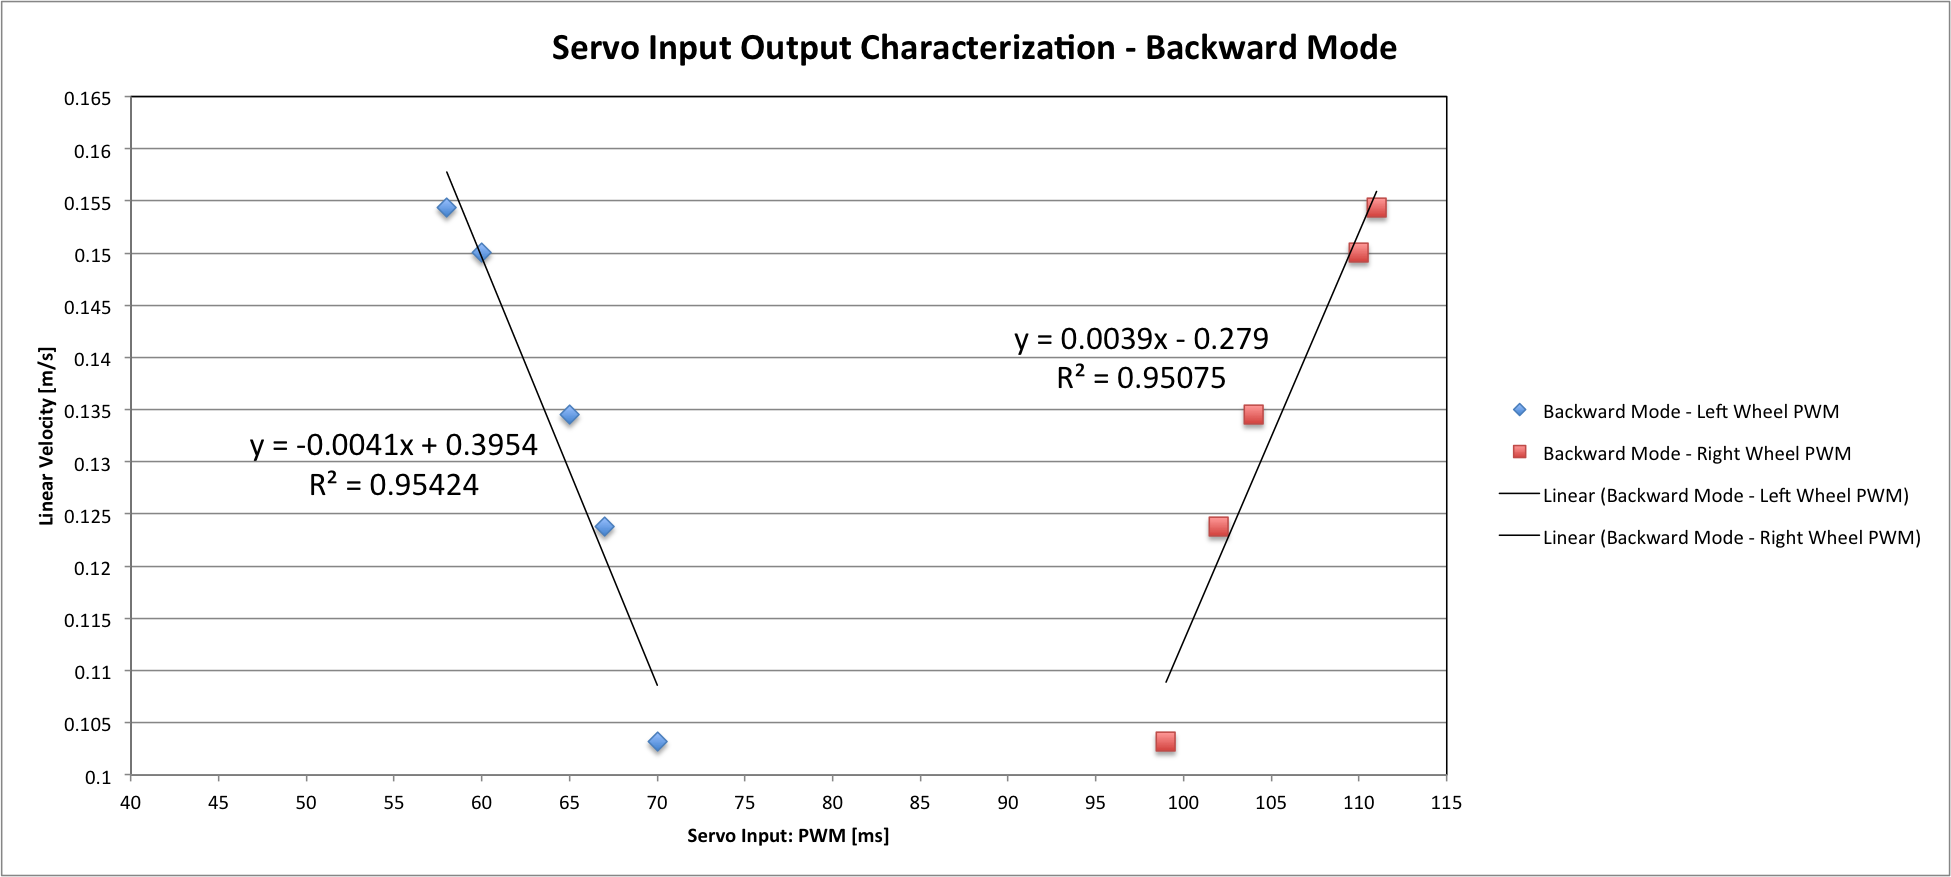 Servo Input Output Characterization - Backward Mode
0.165
0.16
0.155
0.15
0.145
0.14
0.135
0.13
0.125
0.12
0.115
0.11
0.105
0.1
Linear Velocity [m/s]
y = -0.0041x + 0.3954
R² = 0.95424
y = 0.0039x - 0.279
R² = 0.95075
40 45 50 55 60 65 70 75 80 85 90 95 100 105 110 115
Servo Input: PWM [ms]
Backward Mode - Left Wheel PWM
Backward Mode - Right Wheel PWM
Linear (Backward Mode - Left Wheel PWM)
Linear (Backward Mode - Right Wheel PWM)